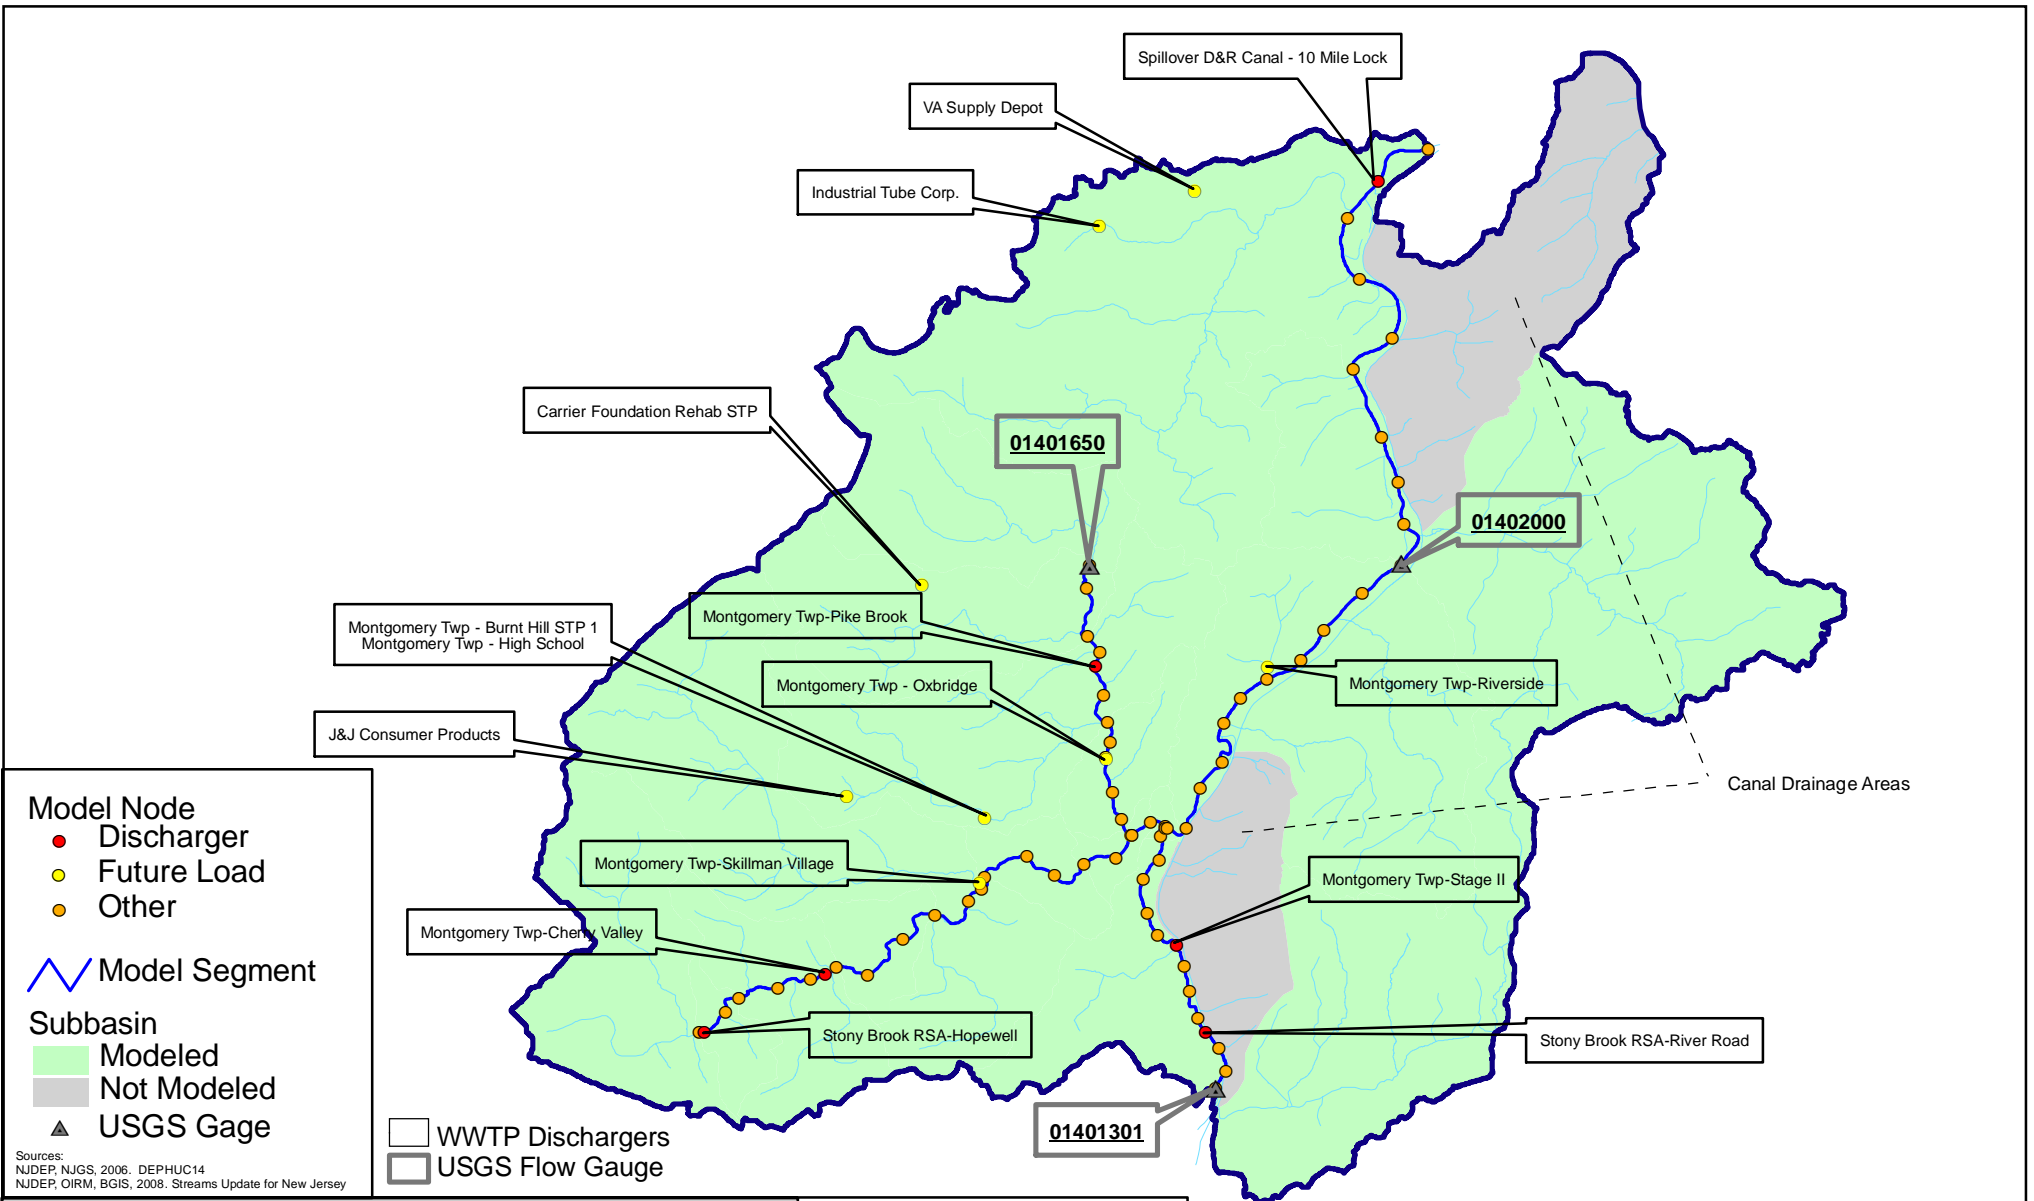 Spillover D&R Canal - 10 Mile Lock
VA Supply Depot
Industrial Tube Corp.
Carrier Foundation Rehab STP
01401650
01402000
Montgomery Twp - Burnt Hill STP 1
Montgomery Twp - High School
Montgomery Twp-Pike Brook
Montgomery Twp - Oxbridge
Montgomery Twp-Riverside
J&J Consumer Products
Canal Drainage Areas
Montgomery Twp-Skillman Village
Montgomery Twp-Stage II
Montgomery Twp-Cherry Valley
Stony Brook RSA-Hopewell
Stony Brook RSA-River Road
01401301
Model Node
Discharger
Future Load
Other
Model Segment
Subbasin
Modeled
Not Modeled
USGS Gage
Sources:
NJDEP, NJGS, 2006. DEPHUC14
NJDEP, OIRM, BGIS, 2008. Streams Update for New Jersey
WWTP Dischargers
USGS Flow Gauge